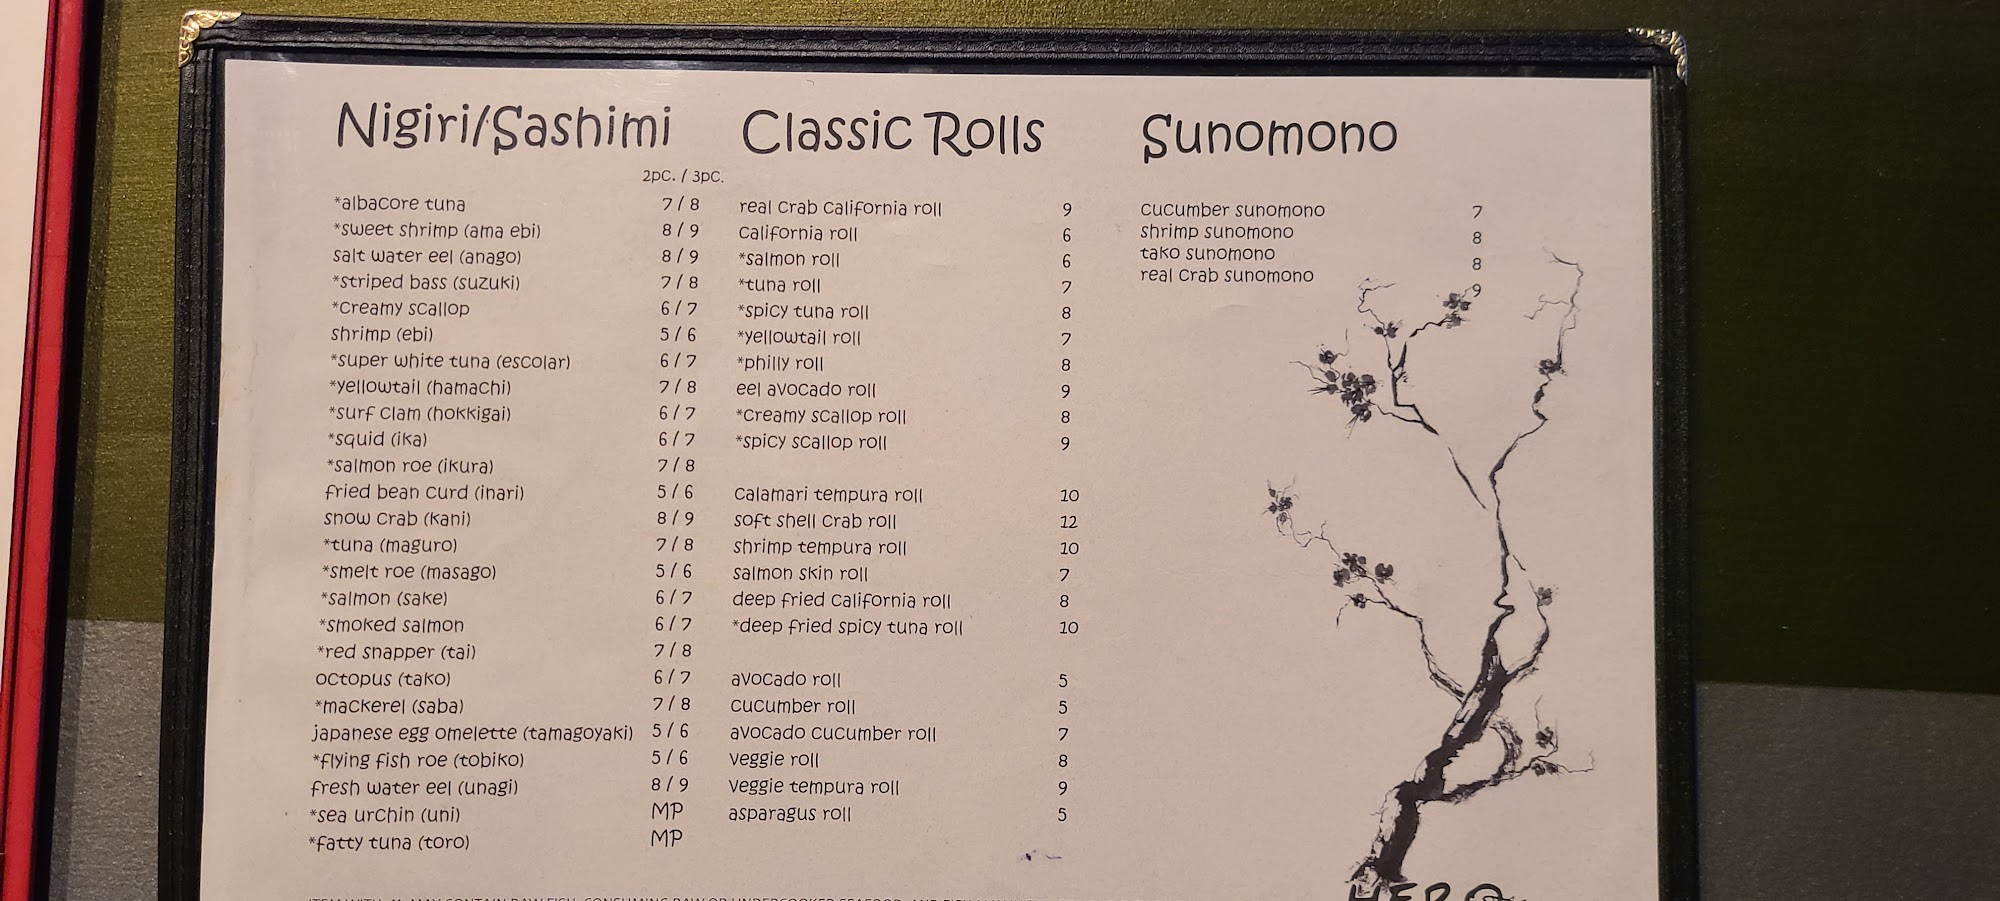 Nigiri/Sashimi
2pc. / 3pc.
*albacore tuna 7 / 8
*sweet shrimp (ama ebi) 8 / 9
salt water eel (anago) 8 / 9
*striped bass (suzuki) 7 / 8
*creamy scallop 6 / 7
shrimp (ebi) 5 / 6
*super white tuna (escolar) 6 / 7
*yellowtail (hamachi) 7 / 8
*surf clam (hokkigai) 6 / 7
*squid (ika) 6 / 7
*salmon roe (ikura) 7 / 8
fried bean curd (inari) 5 / 6
snow crab (kani) 8 / 9
*tuna (maguro) 7 / 8
*smelt roe (masago) 5 / 6
*salmon (sake) 6 / 7
*smoked salmon 6 / 7
*red snapper (tai) 7 / 8
octopus (tako) 6 / 7
*mackerel (saba) 7 / 8
japanese egg omelette (tamagoyaki) 5 / 6
*flying fish roe (tobiko) 5 / 6
fresh water eel (unagi) 8 / 9
*sea urchin (uni) MP
*fatty tuna (toro) MP
Classic Rolls
real crab california roll 9
california roll 6
*salmon roll 6
*tuna roll 7
*spicy tuna roll 8
*yellowtail roll 7
*philly roll 8
eel avocado roll 9
*creamy scallop roll 8
*spicy scallop roll 9
calamari tempura roll 10
soft shell crab roll 12
shrimp tempura roll 10
salmon skin roll 7
deep fried california roll 8
*deep fried spicy tuna roll 10
avocado roll 5
cucumber roll 5
avocado cucumber roll 7
veggie roll 8
veggie tempura roll 9
asparagus roll 5
Sunomono
cucumber sunomono 7
shrimp sunomono 8
tako sunomono 8
real crab sunomono 9